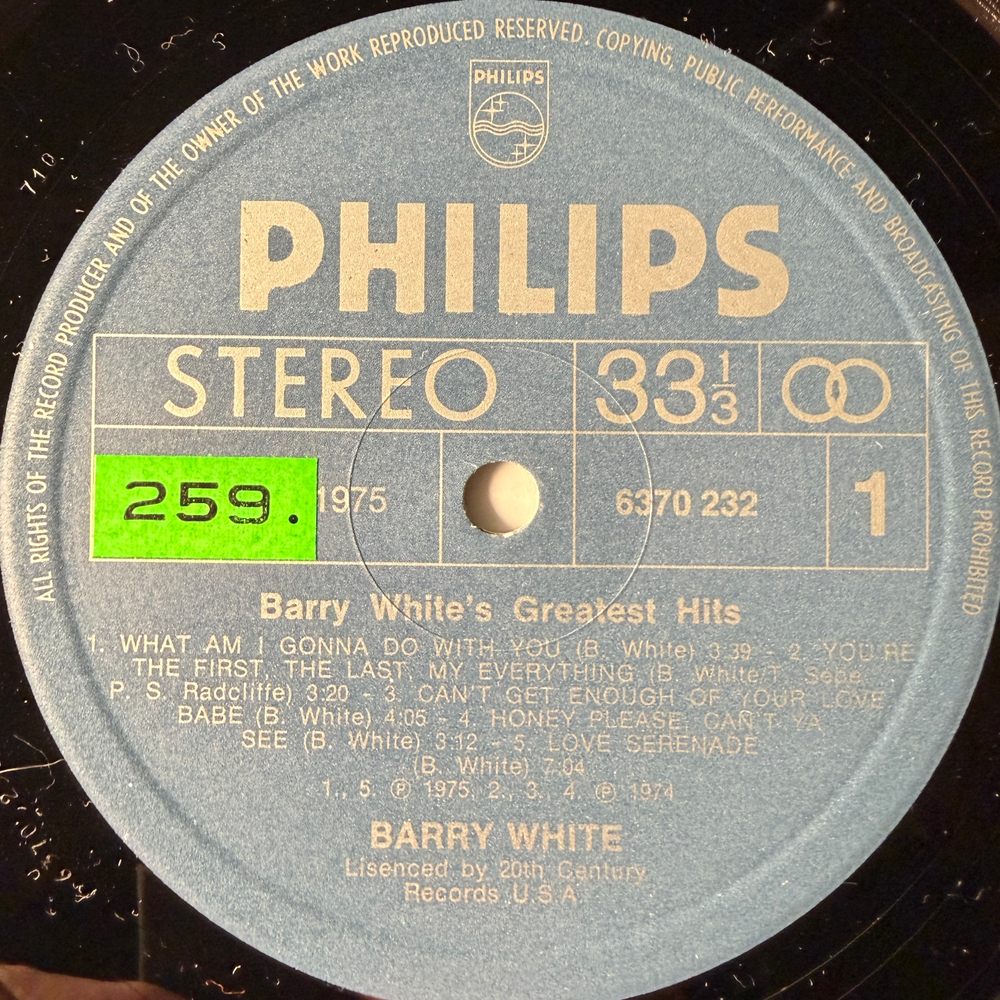 ALL RIGHTS OF THE RECORD PRODUCER AND OF THE OWNER OF THE WORK REPRODUCED RESERVED. COPYING, PUBLIC PERFORMANCE AND BROADCASTING OF THIS RECORD PROHIBITED
PHILIPS
PHILIPS
STEREO 33 1/3
259. 1975 6370 232 1
Barry White's Greatest Hits
1. WHAT AM I GONNA DO WITH YOU (B. White) 3.39 - 2. YOU'RE
THE FIRST, THE LAST, MY EVERYTHING (B. White/T. Sepe
P. S. Radcliffe) 3:20 - 3. CAN'T GET ENOUGH OF YOUR LOVE
BABE (B. White) 4:05 - 4. HONEY PLEASE, CAN'T YA
SEE (B. White) 3:12 - 5. LOVE SERENADE
(B. White) 7:04
1., 5. ℗ 1975, 2., 3., 4. ℗ 1974
BARRY WHITE
Lisenced by 20th Century
Records U.S.A.
710